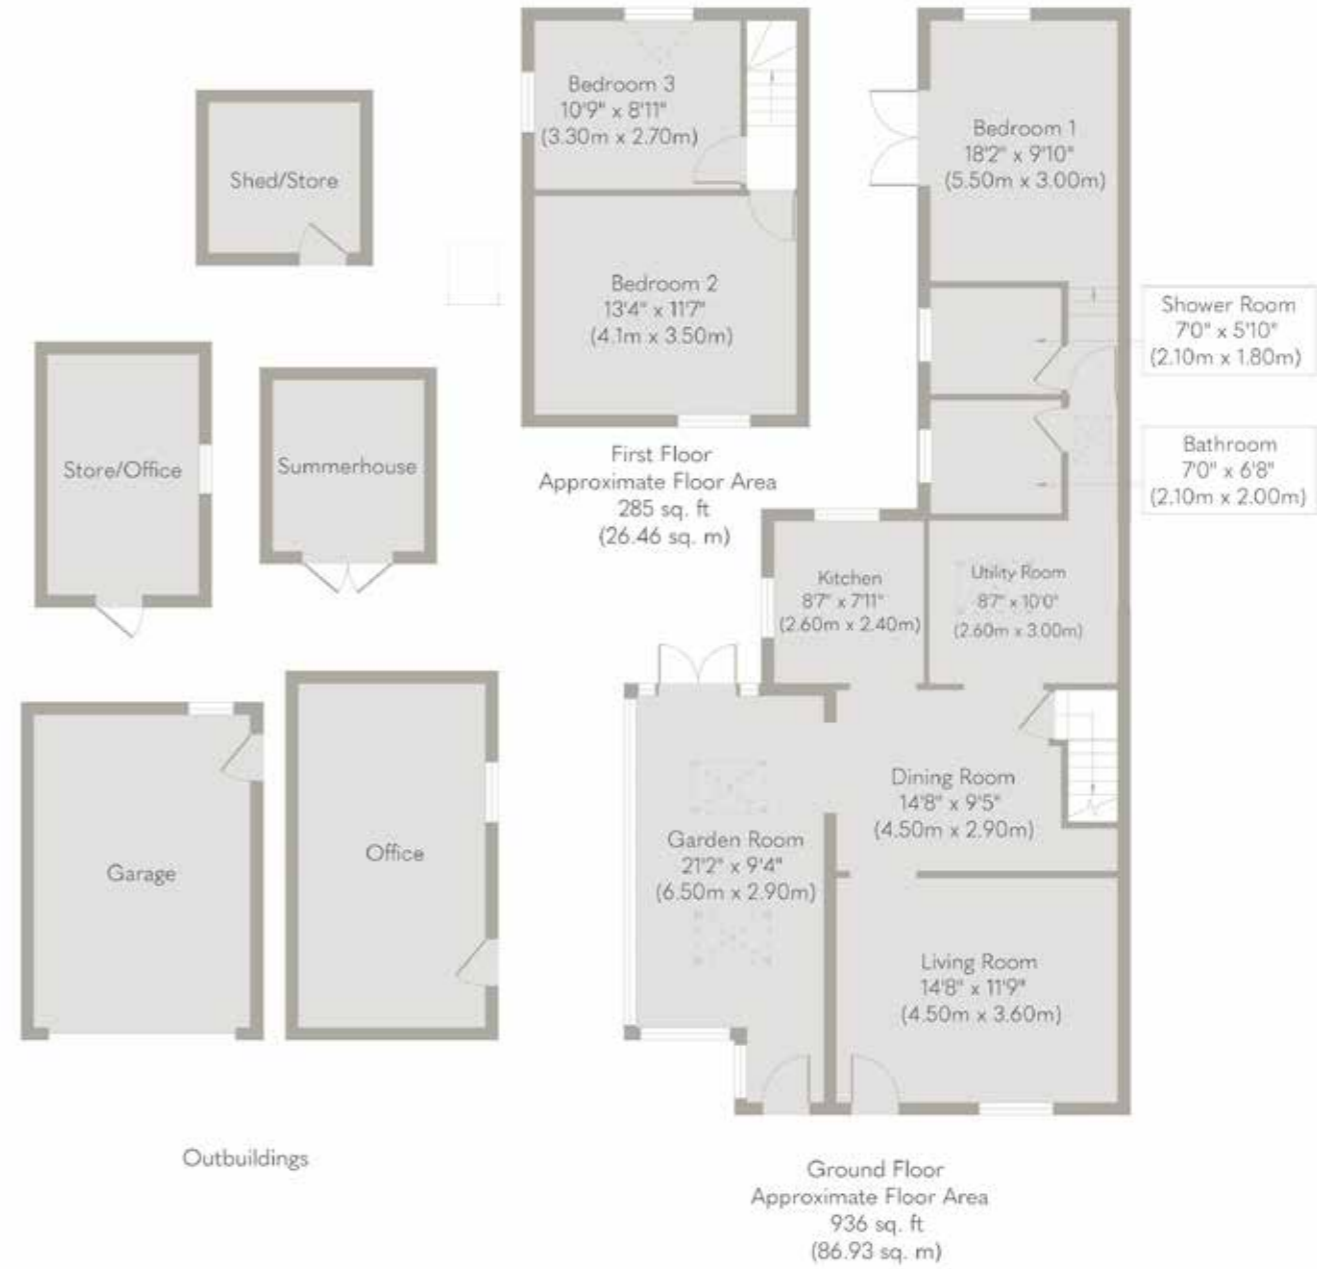 Bedroom 3
10'9" x 8'11"
(3.30m x 2.70m)
Bedroom 1
18'2" x 9'10"
(5.50m x 3.00m)
Shed/Store
Bedroom 2
13'4" x 11'7"
(4.1m x 3.50m)
Shower Room
7'0" x 5'10"
(2.10m x 1.80m)
Store/Office
Summerhouse
First Floor
Approximate Floor Area
285 sq. ft
(26.46 sq. m)
Bathroom
7'0" x 6'8"
(2.10m x 2.00m)
Kitchen
8'7" x 7'11"
(2.60m x 2.40m)
Utility Room
8'7" x 10'0"
(2.60m x 3.00m)
Dining Room
14'8" x 9'5"
(4.50m x 2.90m)
Garden Room
21'2" x 9'4"
(6.50m x 2.90m)
Garage
Office
Living Room
14'8" x 11'9"
(4.50m x 3.60m)
Outbuildings
Ground Floor
Approximate Floor Area
936 sq. ft
(86.93 sq. m)